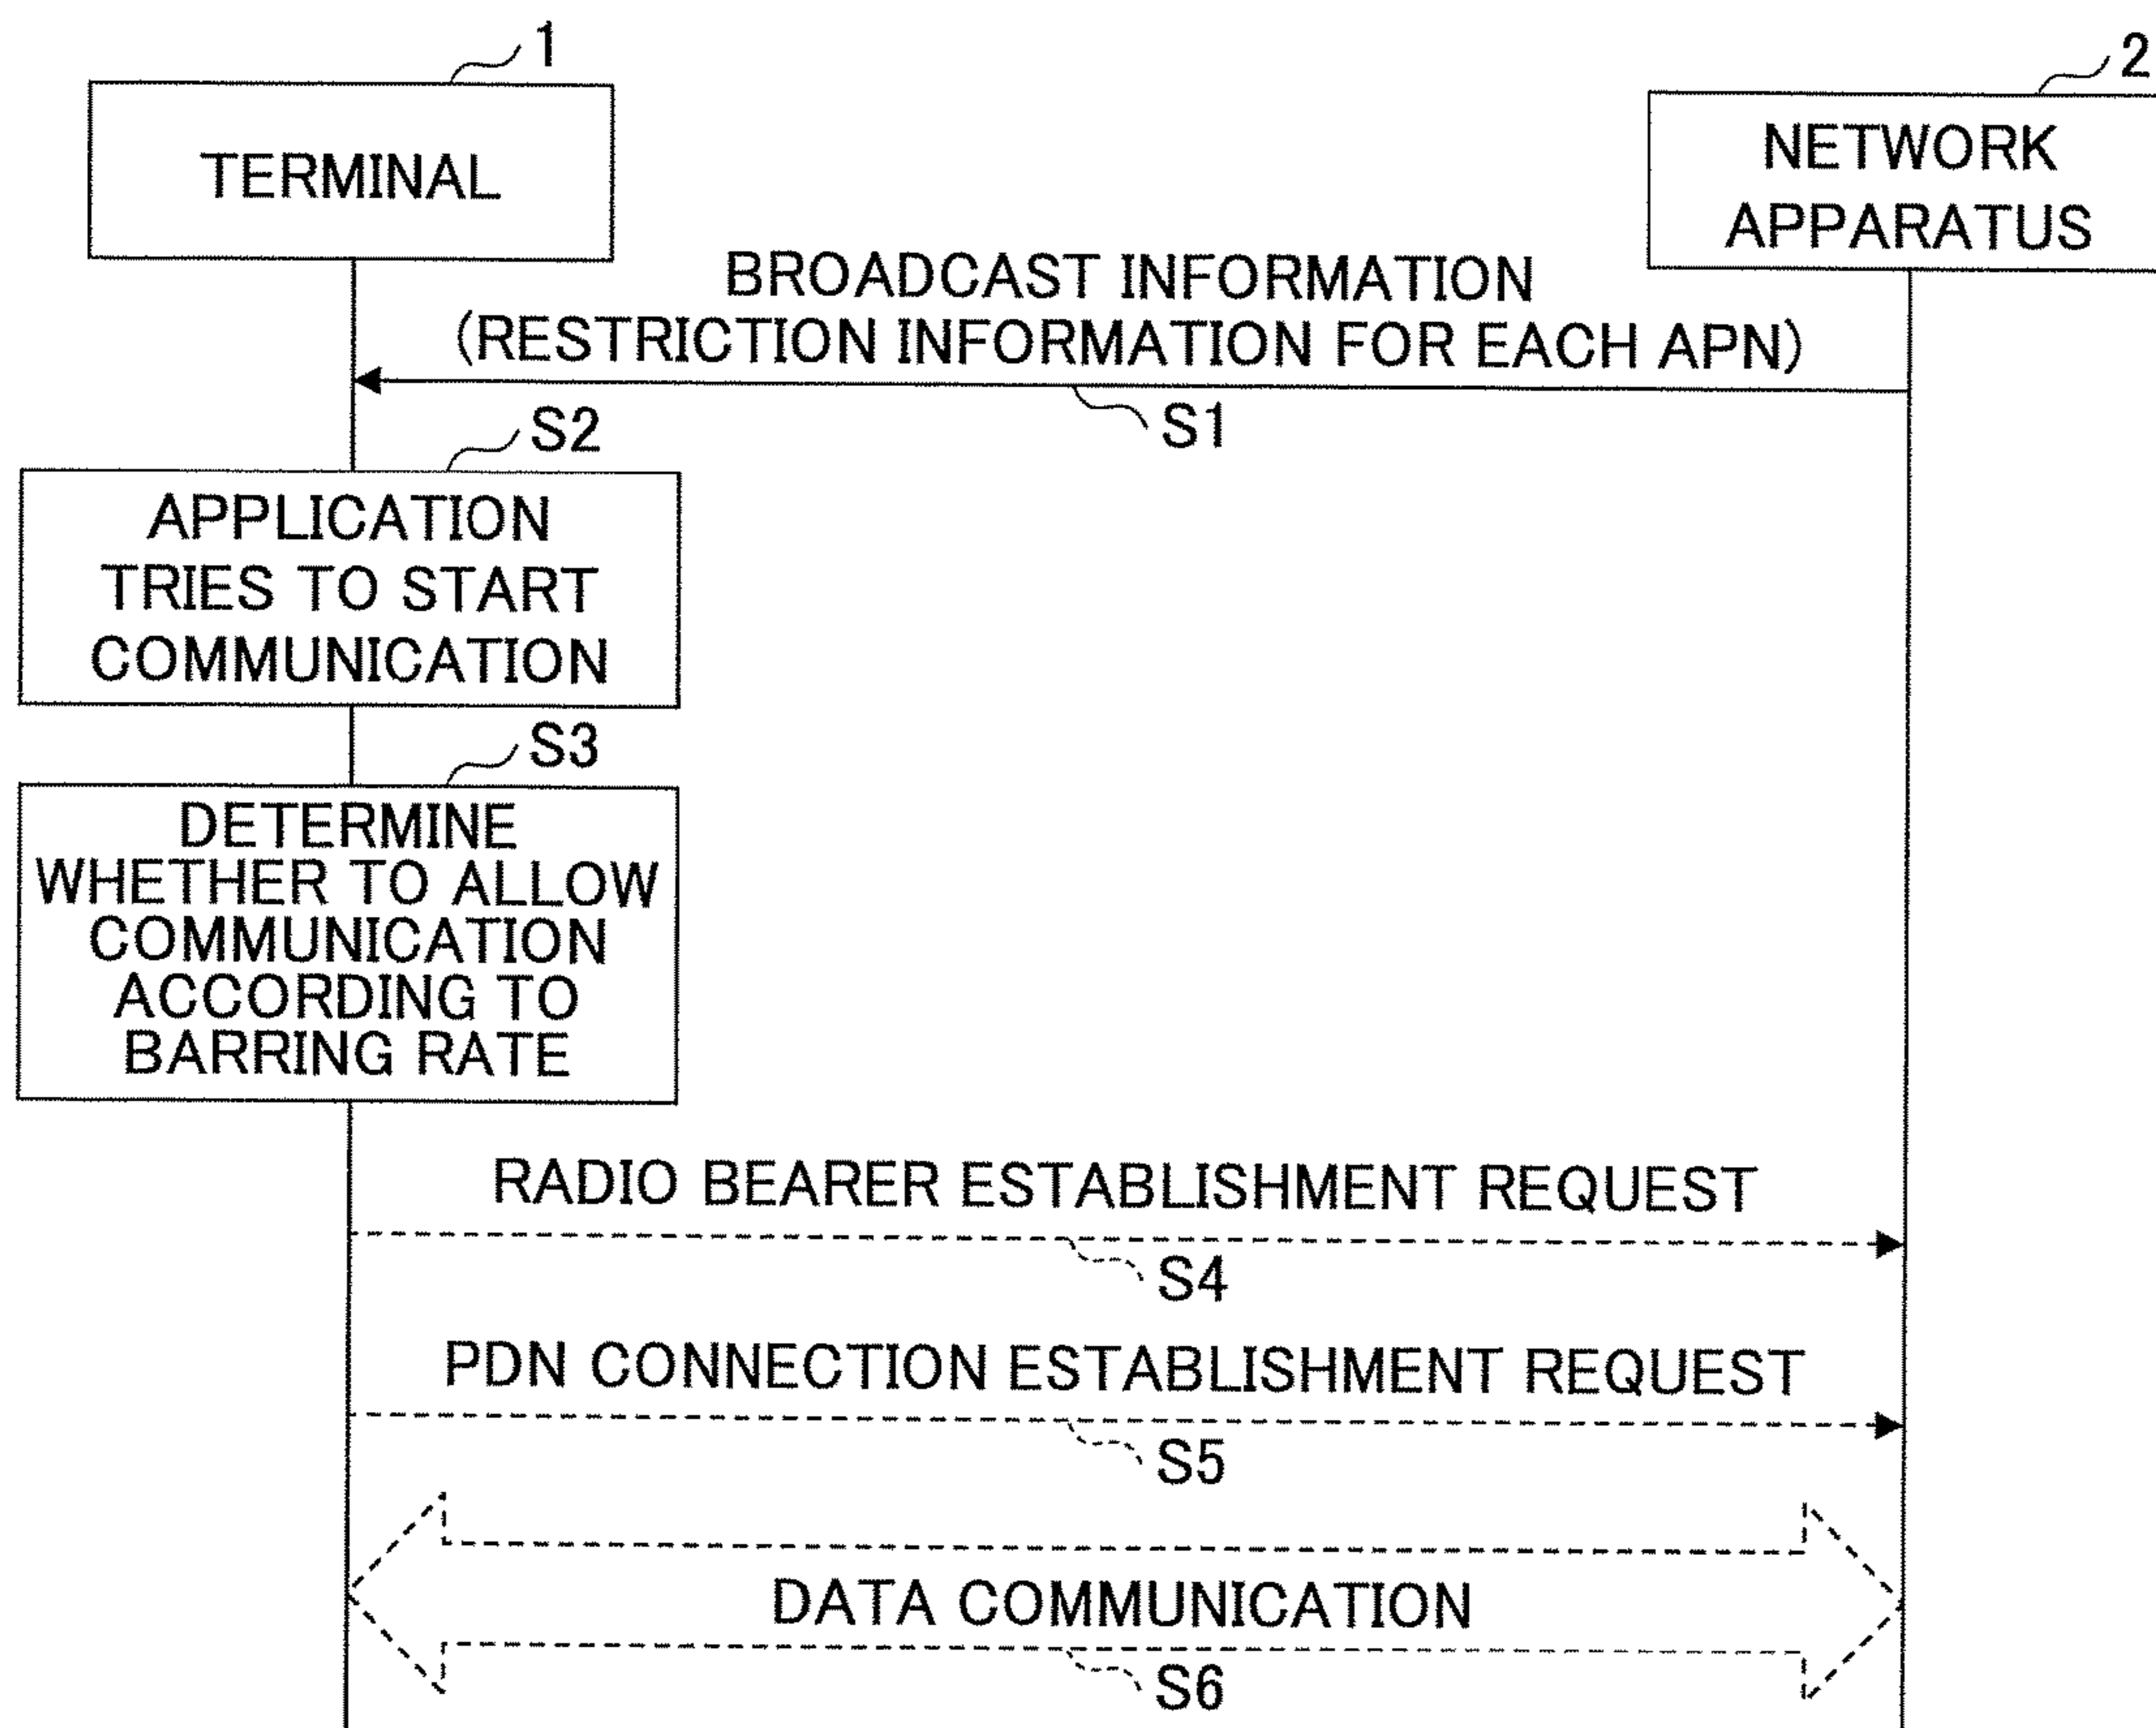 1
2
TERMINAL
NETWORK
APPARATUS
BROADCAST INFORMATION
(RESTRICTION INFORMATION FOR EACH APN)
S1
S2
APPLICATION
TRIES TO START
COMMUNICATION
S3
DETERMINE
WHETHER TO ALLOW
COMMUNICATION
ACCORDING TO
BARRING RATE
RADIO BEARER ESTABLISHMENT REQUEST
S4
PDN CONNECTION ESTABLISHMENT REQUEST
S5
DATA COMMUNICATION
S6